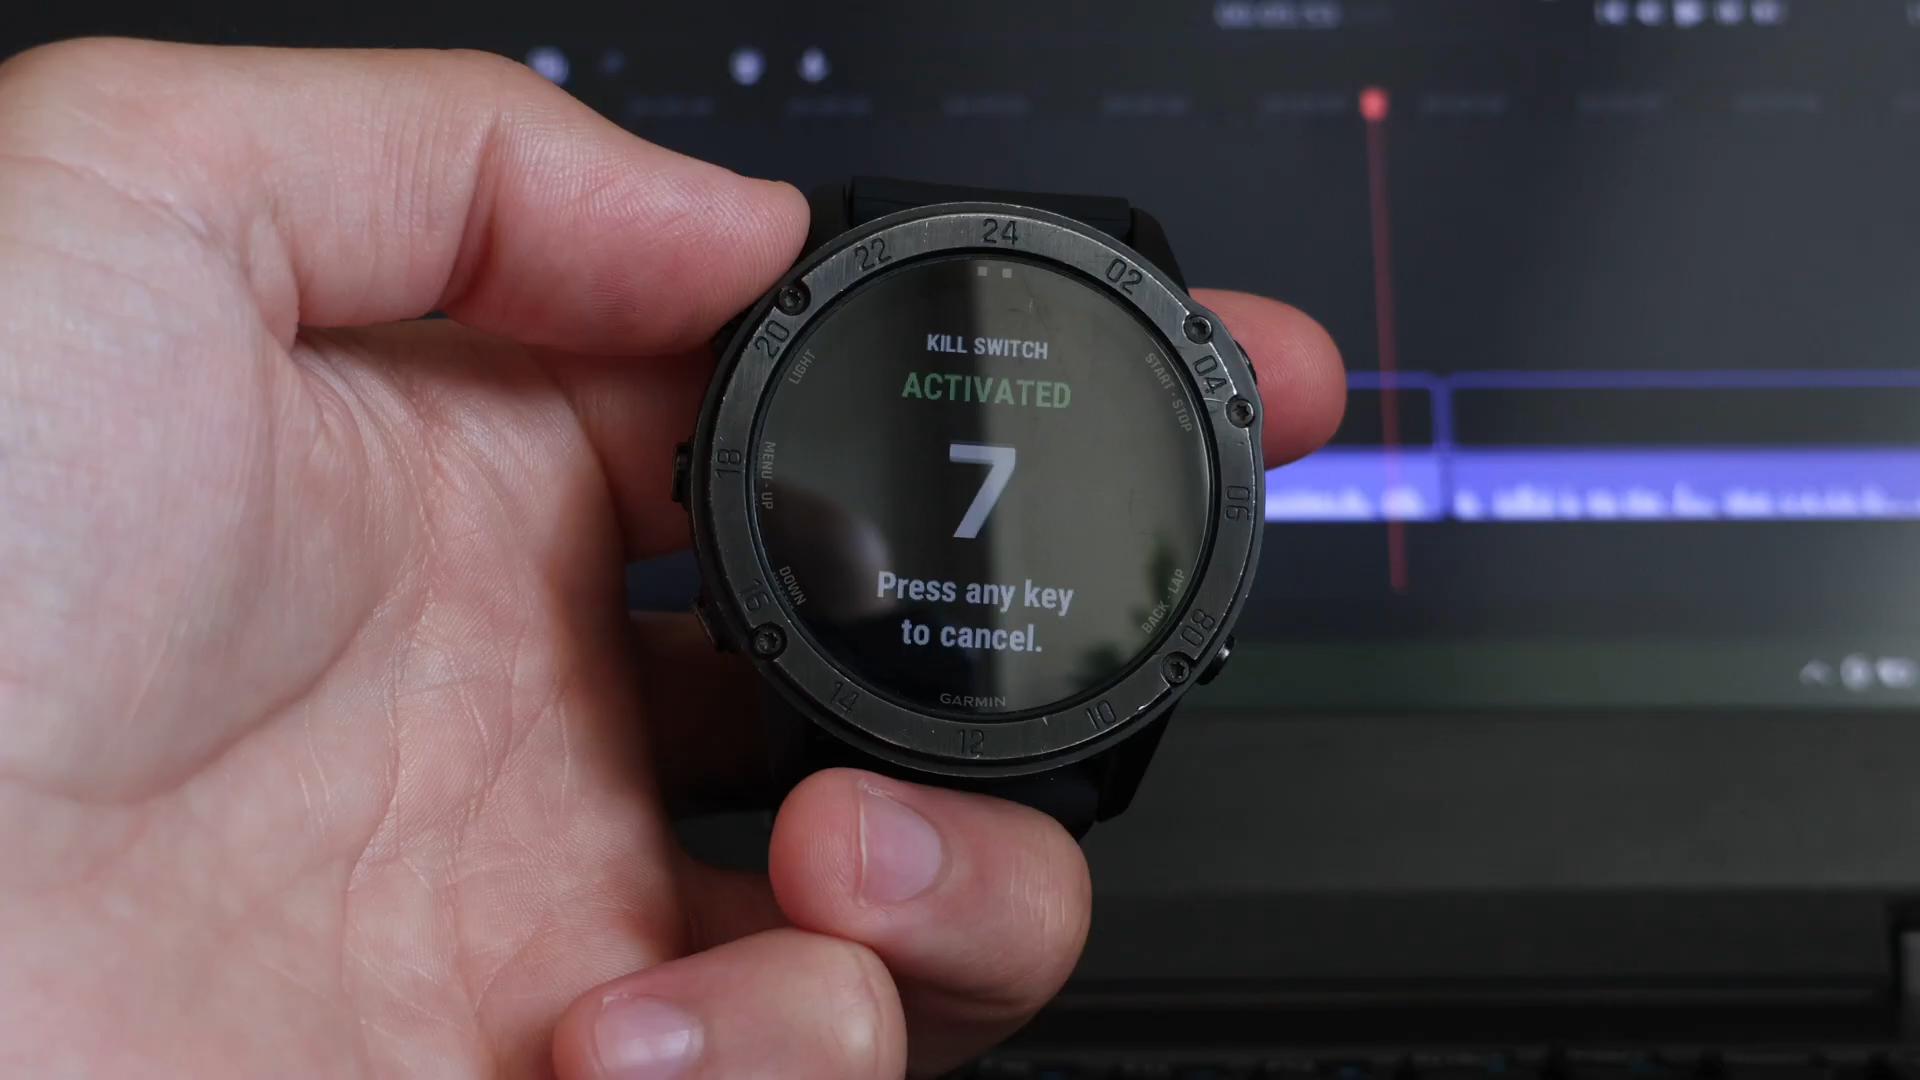 24
22
02
20
04
LIGHT
START · STOP
KILL SWITCH
ACTIVATED
18
MENU · UP
7
06
DOWN
Press any key
to cancel.
16
BACK · LAP
08
GARMIN
14
10
12